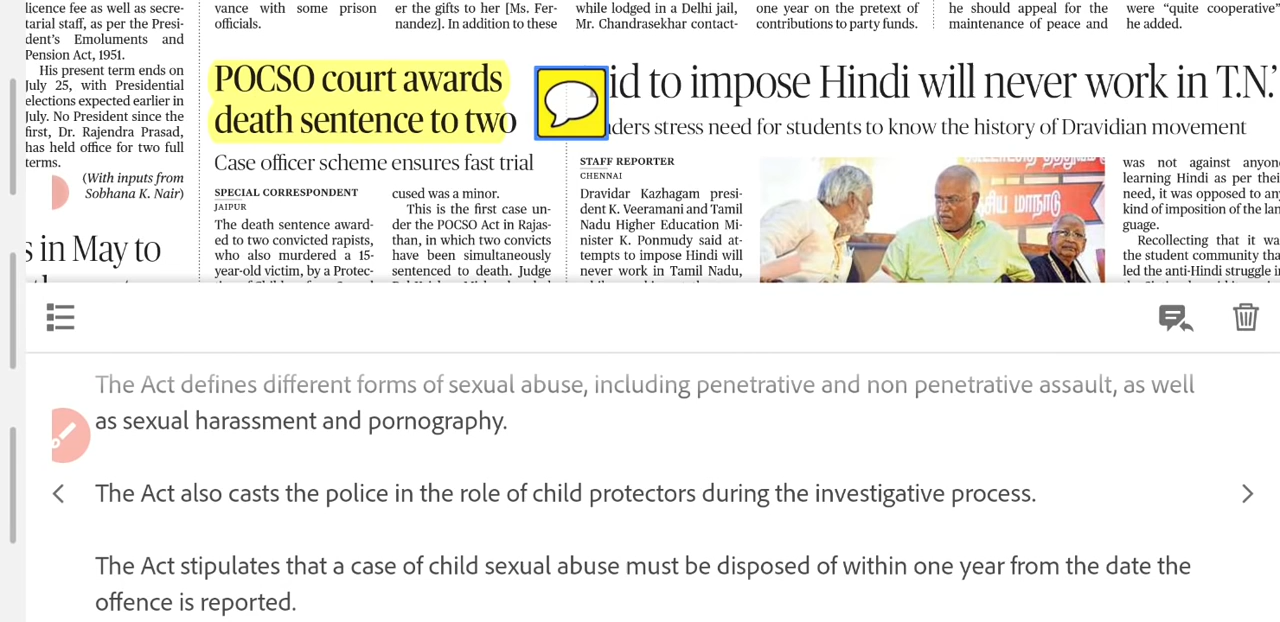 licence fee as well as secre-
tarial staff, as per the Presi-
dent's Emoluments and
Pension Act, 1951.
His present term ends on
July 25, with Presidential
elections expected earlier in
July. No President since the
first, Dr. Rajendra Prasad,
has held office for two full
terms.
(With inputs from
Sobhana K. Nair)
s in May to
vance with some prison
officials.
er the gifts to her [Ms. Fer-
nandez]. In addition to these
while lodged in a Delhi jail,
Mr. Chandrasekhar contact-
one year on the pretext of
contributions to party funds.
he should appeal for the
maintenance of peace and
were "quite cooperative"
he added.
POCSO court awards
death sentence to two
Case officer scheme ensures fast trial
SPECIAL CORRESPONDENT
JAIPUR
The death sentence award-
ed to two convicted rapists,
who also murdered a 15-
year-old victim, by a Protec-
cused was a minor.
This is the first case un-
der the POCSO Act in Rajas-
than, in which two convicts
have been simultaneously
sentenced to death. Judge
id to impose Hindi will never work in T.N.'
ders stress need for students to know the history of Dravidian movement
STAFF REPORTER
CHENNAI
Dravidar Kazhagam presi-
dent K. Veeramani and Tamil
Nadu Higher Education Mi-
nister K. Ponmudy said at-
tempts to impose Hindi will
never work in Tamil Nadu,
மாநாடு
was not against anyon
learning Hindi as per thei
need, it was opposed to an
kind of imposition of the lan
guage.
Recollecting that it wa
the student community tha
led the anti-Hindi struggle i
The Act defines different forms of sexual abuse, including penetrative and non penetrative assault, as well
as sexual harassment and pornography.
The Act also casts the police in the role of child protectors during the investigative process.
The Act stipulates that a case of child sexual abuse must be disposed of within one year from the date the
offence is reported.